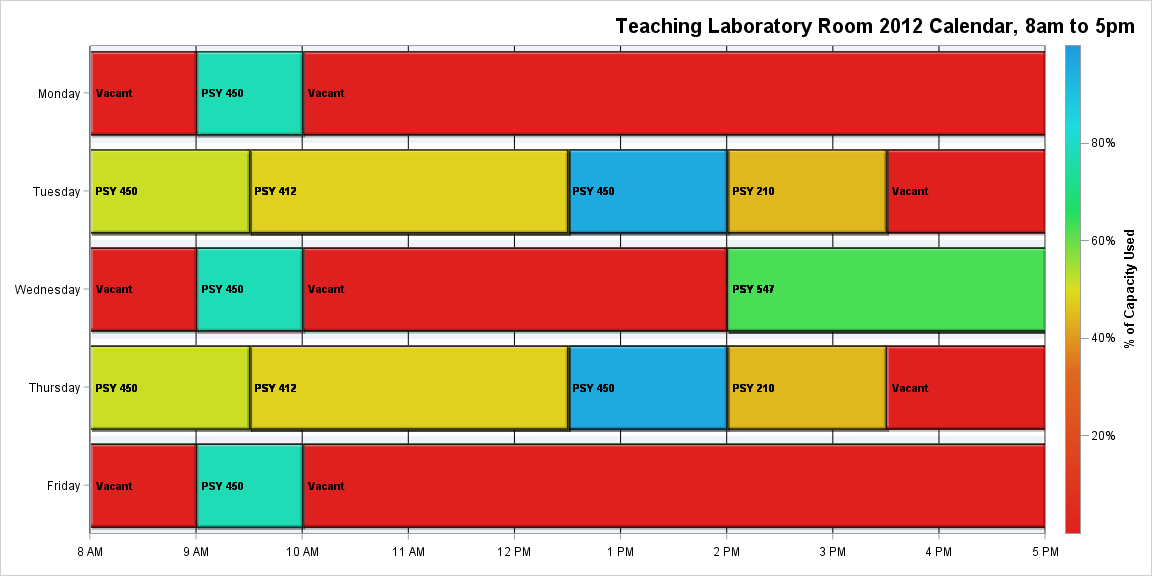 Teaching Laboratory Room 2012 Calendar, 8am to 5pm
Monday
Vacant
PSY 450
Vacant
Tuesday
PSY 450
PSY 412
PSY 450
PSY 210
Vacant
Wednesday
Vacant
PSY 450
Vacant
PSY 547
Thursday
PSY 450
PSY 412
PSY 450
PSY 210
Vacant
Friday
Vacant
PSY 450
Vacant
8 AM
9 AM
10 AM
11 AM
12 PM
1 PM
2 PM
3 PM
4 PM
5 PM
80%
60%
40%
20%
% of Capacity Used